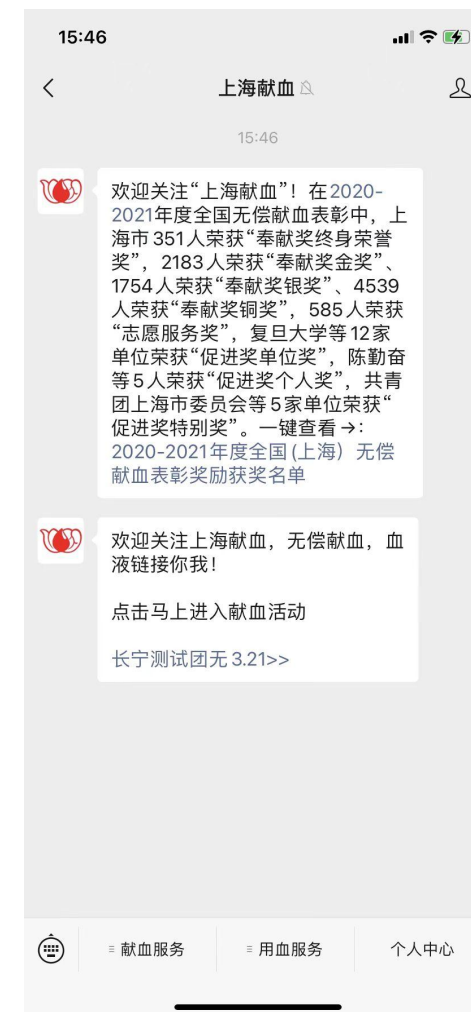 15:46
上海献血
15:46
欢迎关注“上海献血”！在2020-
2021年度全国无偿献血表彰中，上
海市351人荣获“奉献奖终身荣誉
奖”，2183人荣获“奉献奖金奖”、
1754人荣获“奉献奖银奖”、4539
人荣获“奉献奖铜奖”，585人荣获
“志愿服务奖”，复旦大学等12家
单位荣获“促进奖单位奖”，陈勤奋
等5人荣获“促进奖个人奖”，共青
团上海市委员会等5家单位荣获“
促进奖特别奖”。一键查看→：
2020-2021年度全国(上海）无偿
献血表彰奖励获奖名单
欢迎关注上海献血，无偿献血，血
液链接你我！
点击马上进入献血活动
长宁测试团无3.21>>
献血服务
用血服务
个人中心